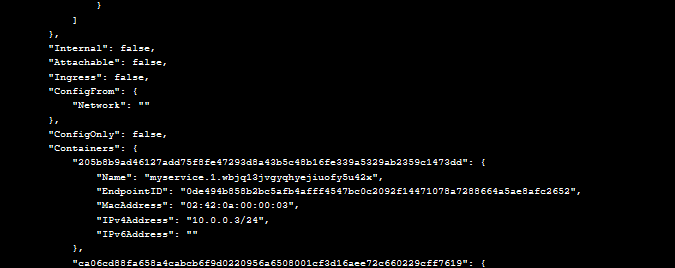 }
]
},
"Internal": false,
"Attachable": false,
"Ingress": false,
"ConfigFrom": {
"Network": ""
},
"ConfigOnly": false,
"Containers": {
"205b8b9ad46127add75f8fe47293d8a43b5c48b16fe339a5329ab2359c1473dd": {
"Name": "myservice.1.wbjq13jvgyqhyejiuofy5u42x",
"EndpointID": "0de494b858b2bc5afb4afff4547bc0c2092f14471078a7288664a5ae8afc2652",
"MacAddress": "02:42:0a:00:00:03",
"IPv4Address": "10.0.0.3/24",
"IPv6Address": ""
},
"ca06cd88fa658a4cabcb6f9d0220956a6508001cf3d16aee72c660229cff7619": {